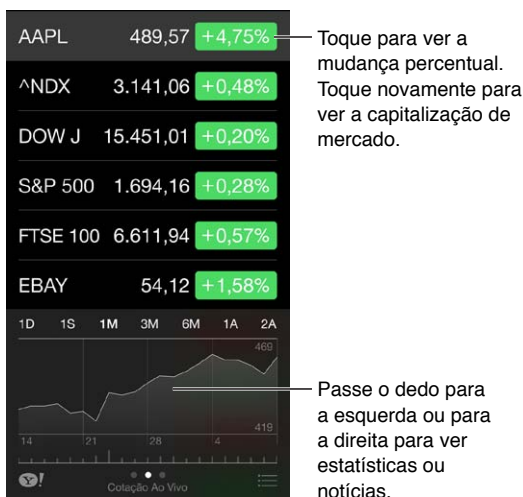 AAPL 489,57 +4,75%
^NDX 3.141,06 +0,48%
DOW J 15.451,01 +0,20%
S&P 500 1.694,16 +0,28%
FTSE 100 6.611,94 +0,57%
EBAY 54,12 +1,58%
1D 1S 1M 3M 6M 1A 2A
469
419
14 21 28 4
Y! Cotação Ao Vivo
Toque para ver a
mudança percentual.
Toque novamente para
ver a capitalização de
mercado.
Passe o dedo para
a esquerda ou para
a direita para ver
estatísticas ou
notícias.